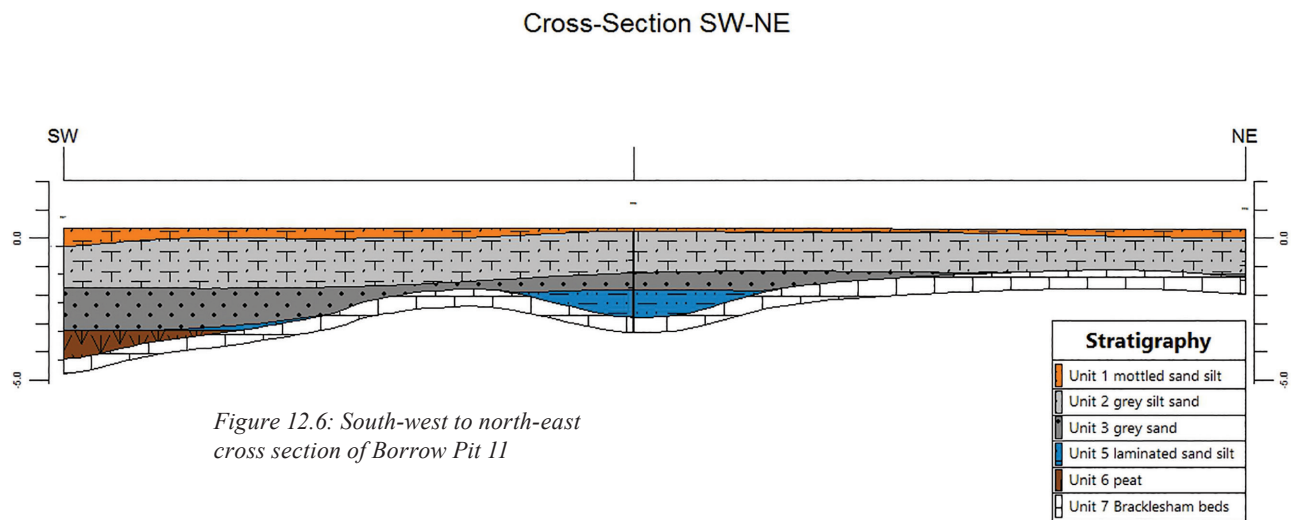 Cross-Section SW-NE
SW
NE
0.0
0.0
-5.0
-5.0
Stratigraphy
Unit 1 mottled sand silt
Unit 2 grey silt sand
Unit 3 grey sand
Unit 5 laminated sand silt
Unit 6 peat
Unit 7 Bracklesham beds
Figure 12.6: South-west to north-east
cross section of Borrow Pit 11